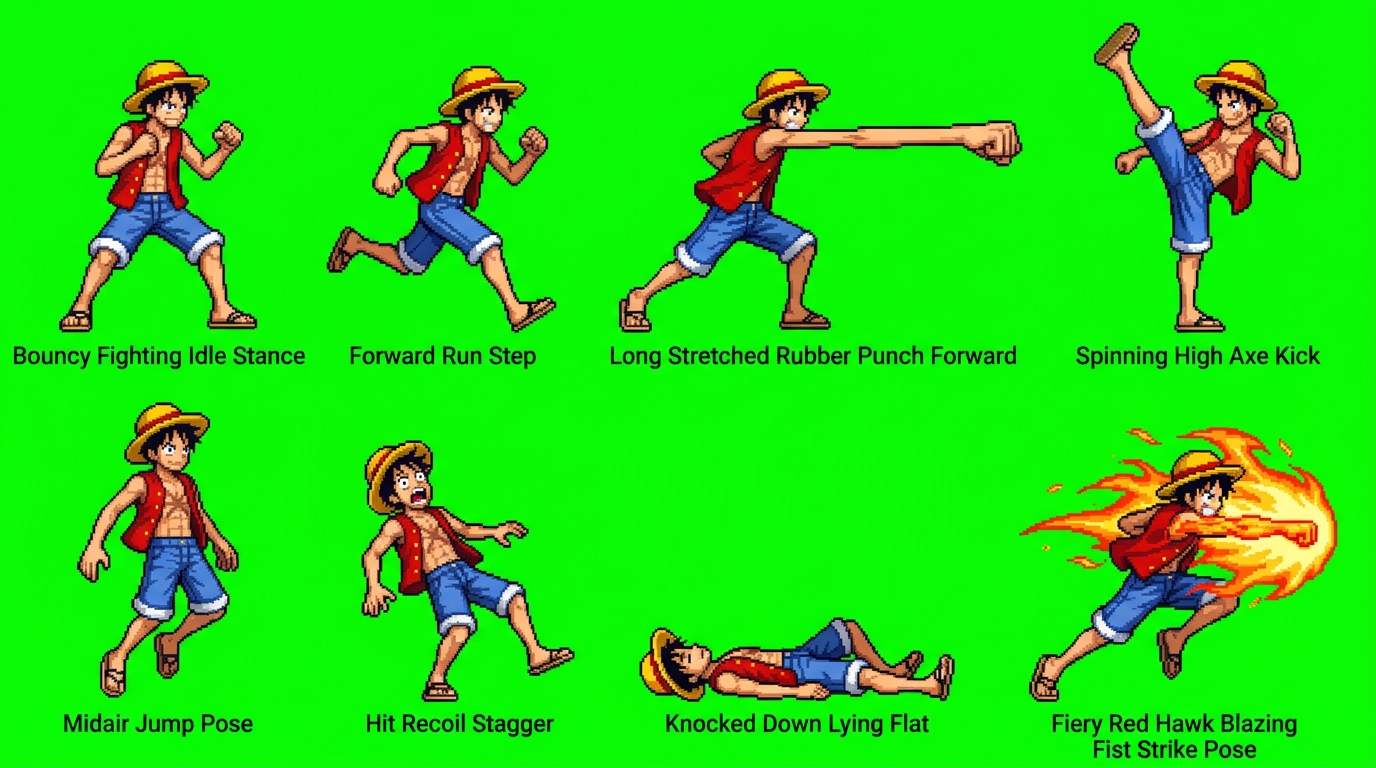 Bouncy Fighting Idle Stance
Forward Run Step
Long Stretched Rubber Punch Forward
Spinning High Axe Kick
Midair Jump Pose
Hit Recoil Stagger
Knocked Down Lying Flat
Fiery Red Hawk Blazing
Fist Strike Pose